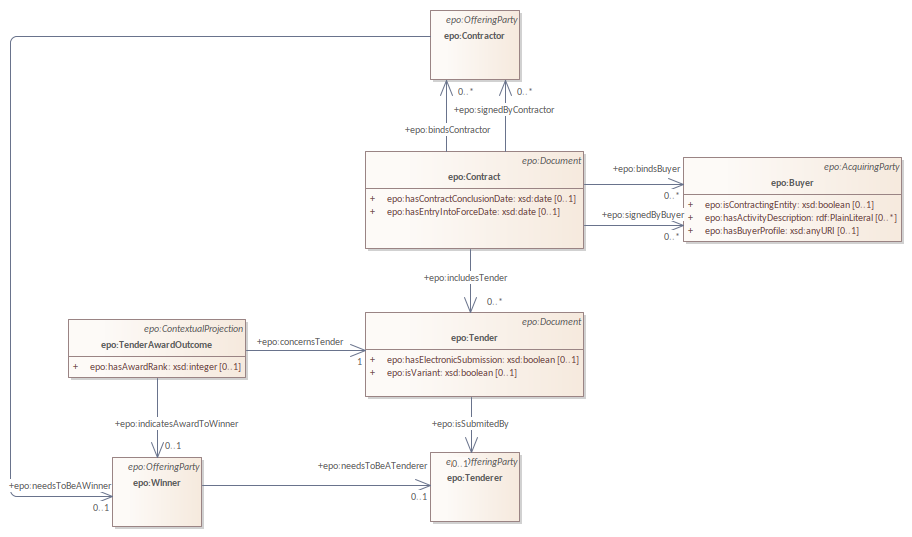 epo:OfferingParty
epo:Contractor
0..*
0..*
+epo:signedByContractor
+epo:bindsContractor
epo:Document
epo:Contract
+ epo:hasContractConclusionDate: xsd:date [0..1]
+ epo:hasEntryIntoForceDate: xsd:date [0..1]
+epo:bindsBuyer
0..*
+epo:signedByBuyer
0..*
epo:AcquiringParty
epo:Buyer
+ epo:isContractingEntity: xsd:boolean [0..1]
+ epo:hasActivityDescription: rdf:PlainLiteral [0..*]
+ epo:hasBuyerProfile: xsd:anyURI [0..1]
+epo:includesTender
0..*
epo:ContextualProjection
epo:TenderAwardOutcome
+ epo:hasAwardRank: xsd:integer [0..1]
+epo:concernsTender
1
epo:Document
epo:Tender
+ epo:hasElectronicSubmission: xsd:boolean [0..1]
+ epo:isVariant: xsd:boolean [0..1]
+epo:indicatesAwardToWinner
0..1
+epo:isSubmitedBy
0..1
+epo:needsToBeAWinner
0..1
epo:OfferingParty
epo:Winner
+epo:needsToBeATenderer
0..1
epo:OfferingParty
epo:Tenderer